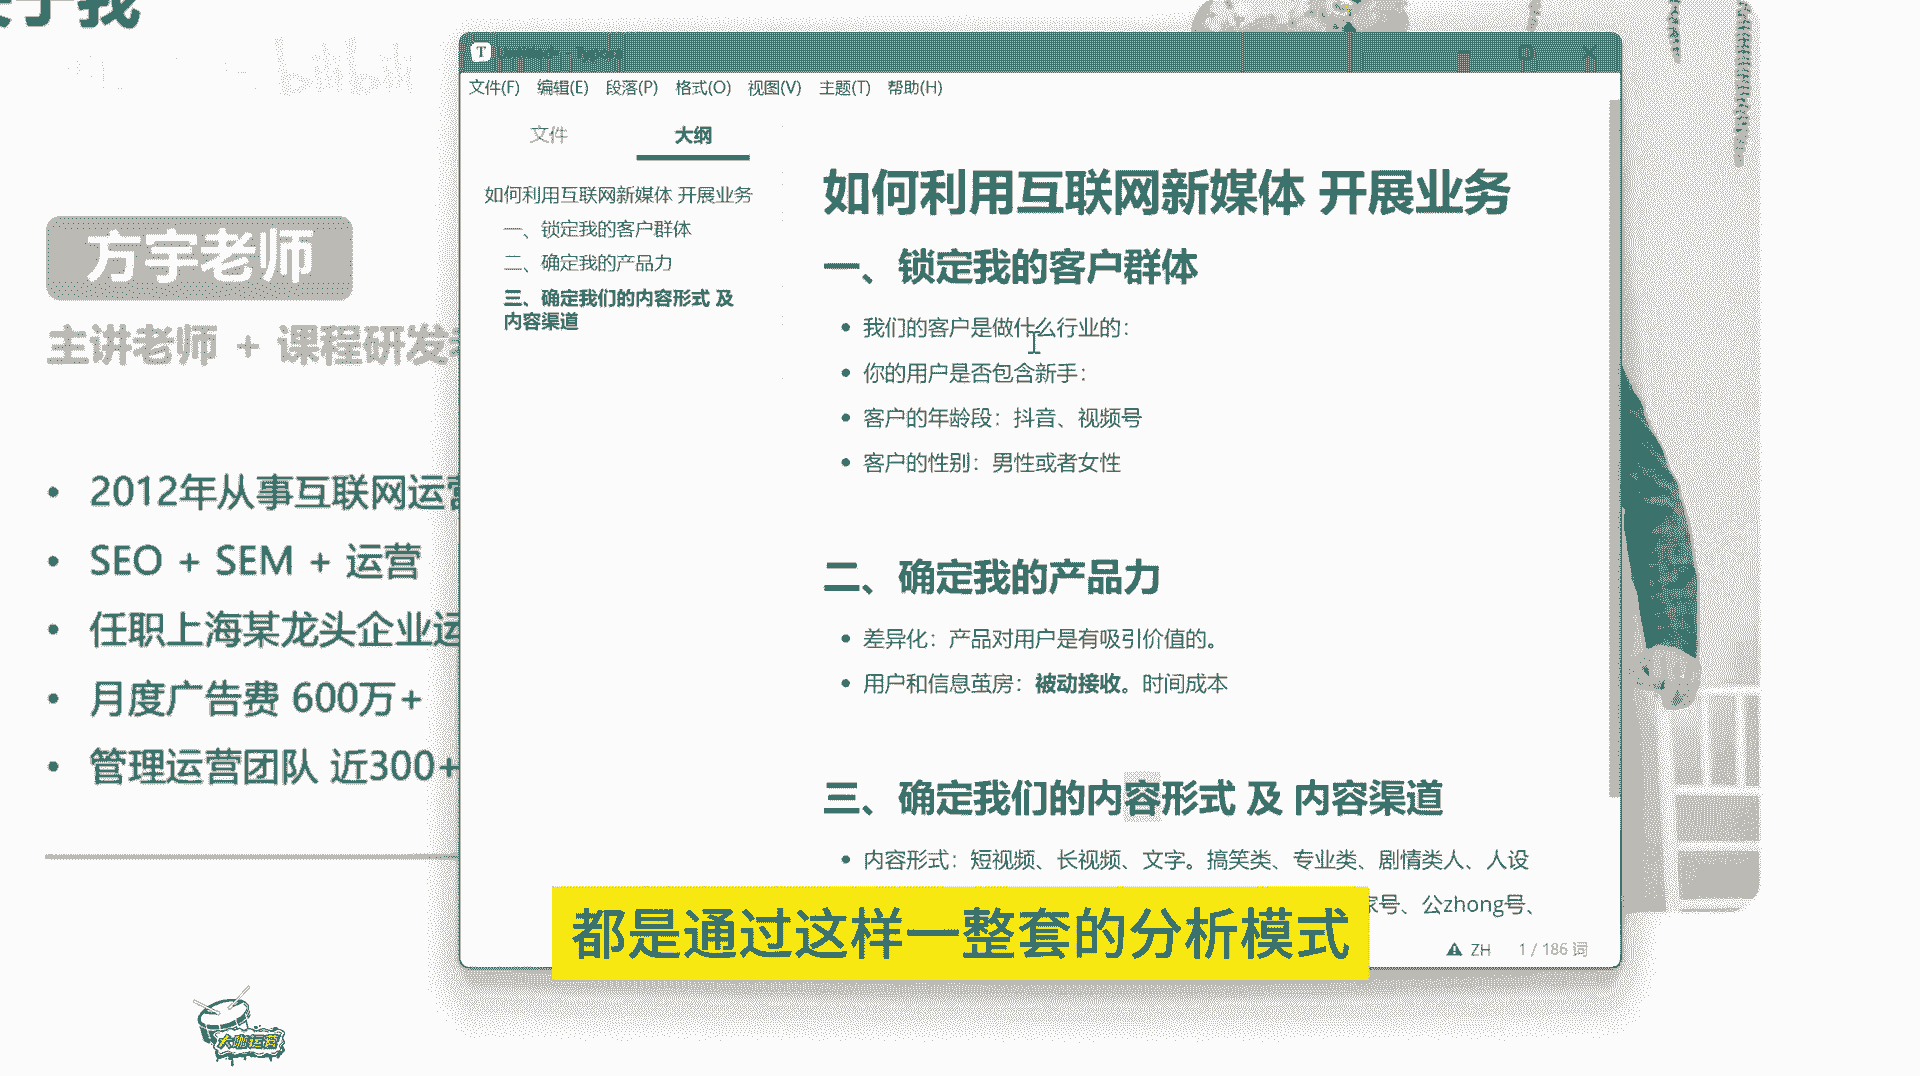 bilibili
方宇老师
主讲老师 + 课程研发
2012年从事互联网运营
SEO + SEM + 运营
任职上海某龙头企业运
月度广告费 600万+
管理运营团队 近300+
大咖运营
T
文件(F) 编辑(E) 段落(P) 格式(O) 视图(V) 主题(T) 帮助(H)
文件 大纲
如何利用互联网新媒体 开展业务
一、锁定我的客户群体
二、确定我的产品力
三、确定我们的内容形式 及
内容渠道
如何利用互联网新媒体 开展业务
一、锁定我的客户群体
我们的客户是做什么行业的：
你的用户是否包含新手：
客户的年龄段：抖音、视频号
客户的性别：男性或者女性
二、确定我的产品力
差异化：产品对用户是有吸引价值的。
用户和信息茧房：被动接收。时间成本
三、确定我们的内容形式 及 内容渠道
内容形式：短视频、长视频、文字。搞笑类、专业类、剧情类人、人设
家号、公zhong号、
都是通过这样一整套的分析模式
ZH 1 / 186 词